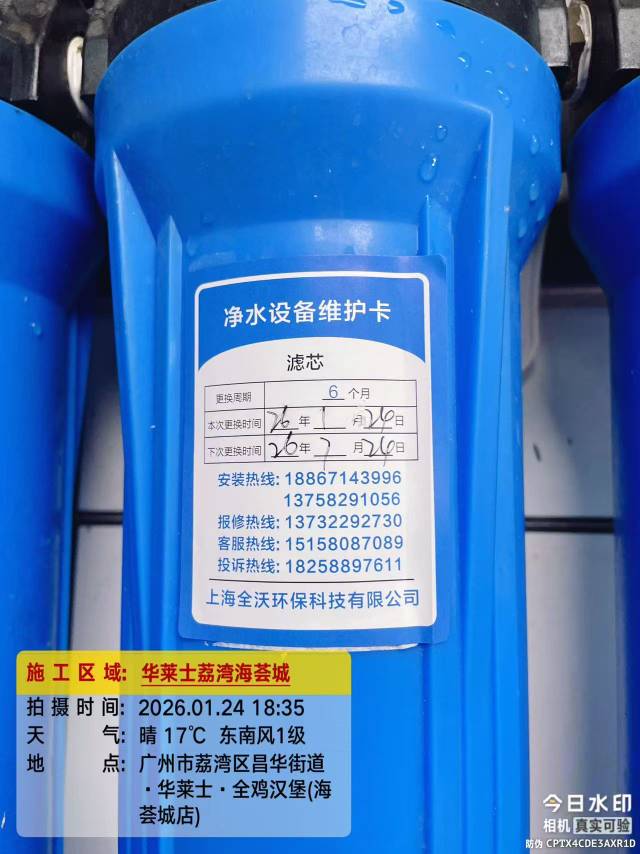 净水设备维护卡
滤芯
更换周期 6 个月
本次更换时间 26 年 1 月 24 日
下次更换时间 26 年 7 月 24 日
安装热线: 18867143996
13758291056
报修热线: 13732292730
客服热线: 15158087089
投诉热线: 18258897611
上海全沃环保科技有限公司
施工区域: 华莱士荔湾海荟城
拍摄时间: 2026.01.24 18:35
天气: 晴 17℃ 东南风1级
地点: 广州市荔湾区昌华街道
·华莱士·全鸡汉堡(海
荟城店)
今日水印
相机 真实可验
防伪 CPTX4CDE3AXR1D